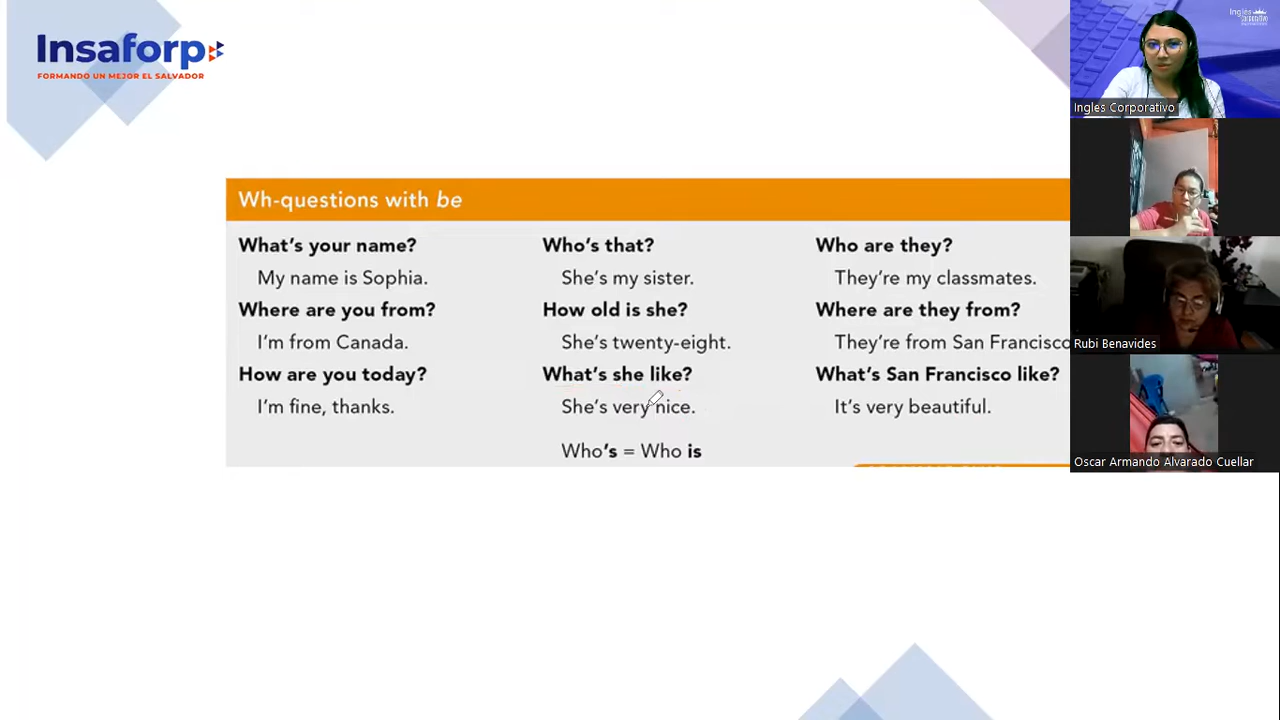 Insaforp
FORMANDO UN MEJOR EL SALVADOR
Wh-questions with be
What's your name?
My name is Sophia.
Where are you from?
I'm from Canada.
How are you today?
I'm fine, thanks.
Who's that?
She's my sister.
How old is she?
She's twenty-eight.
What's she like?
She's very nice.
Who's = Who is
Who are they?
They're my classmates.
Where are they from?
They're from San Francisco
What's San Francisco like?
It's very beautiful.
Ingles
Ingles Corporativo
Rubi Benavides
Oscar Armando Alvarado Cuellar